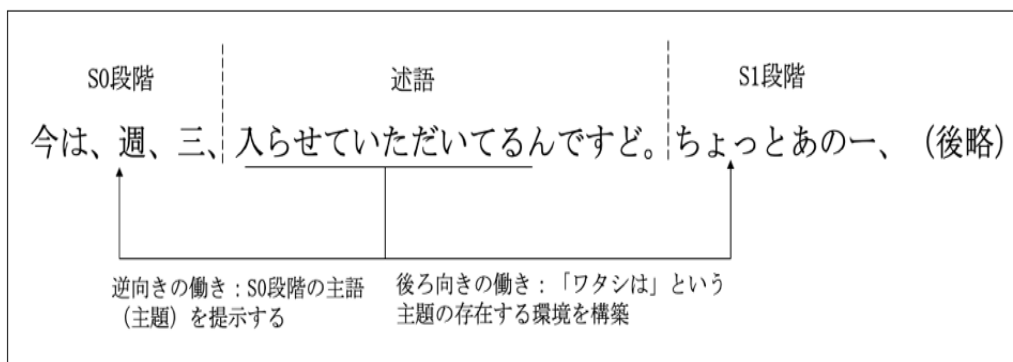 S0段階 述語 S1段階
今は、週、三、入らせていただいてるんですど。ちょっとあのー、（後略）
逆向きの働き：S0段階の主語
（主題）を提示する
後ろ向きの働き：「ワタシは」という
主題の存在する環境を構築